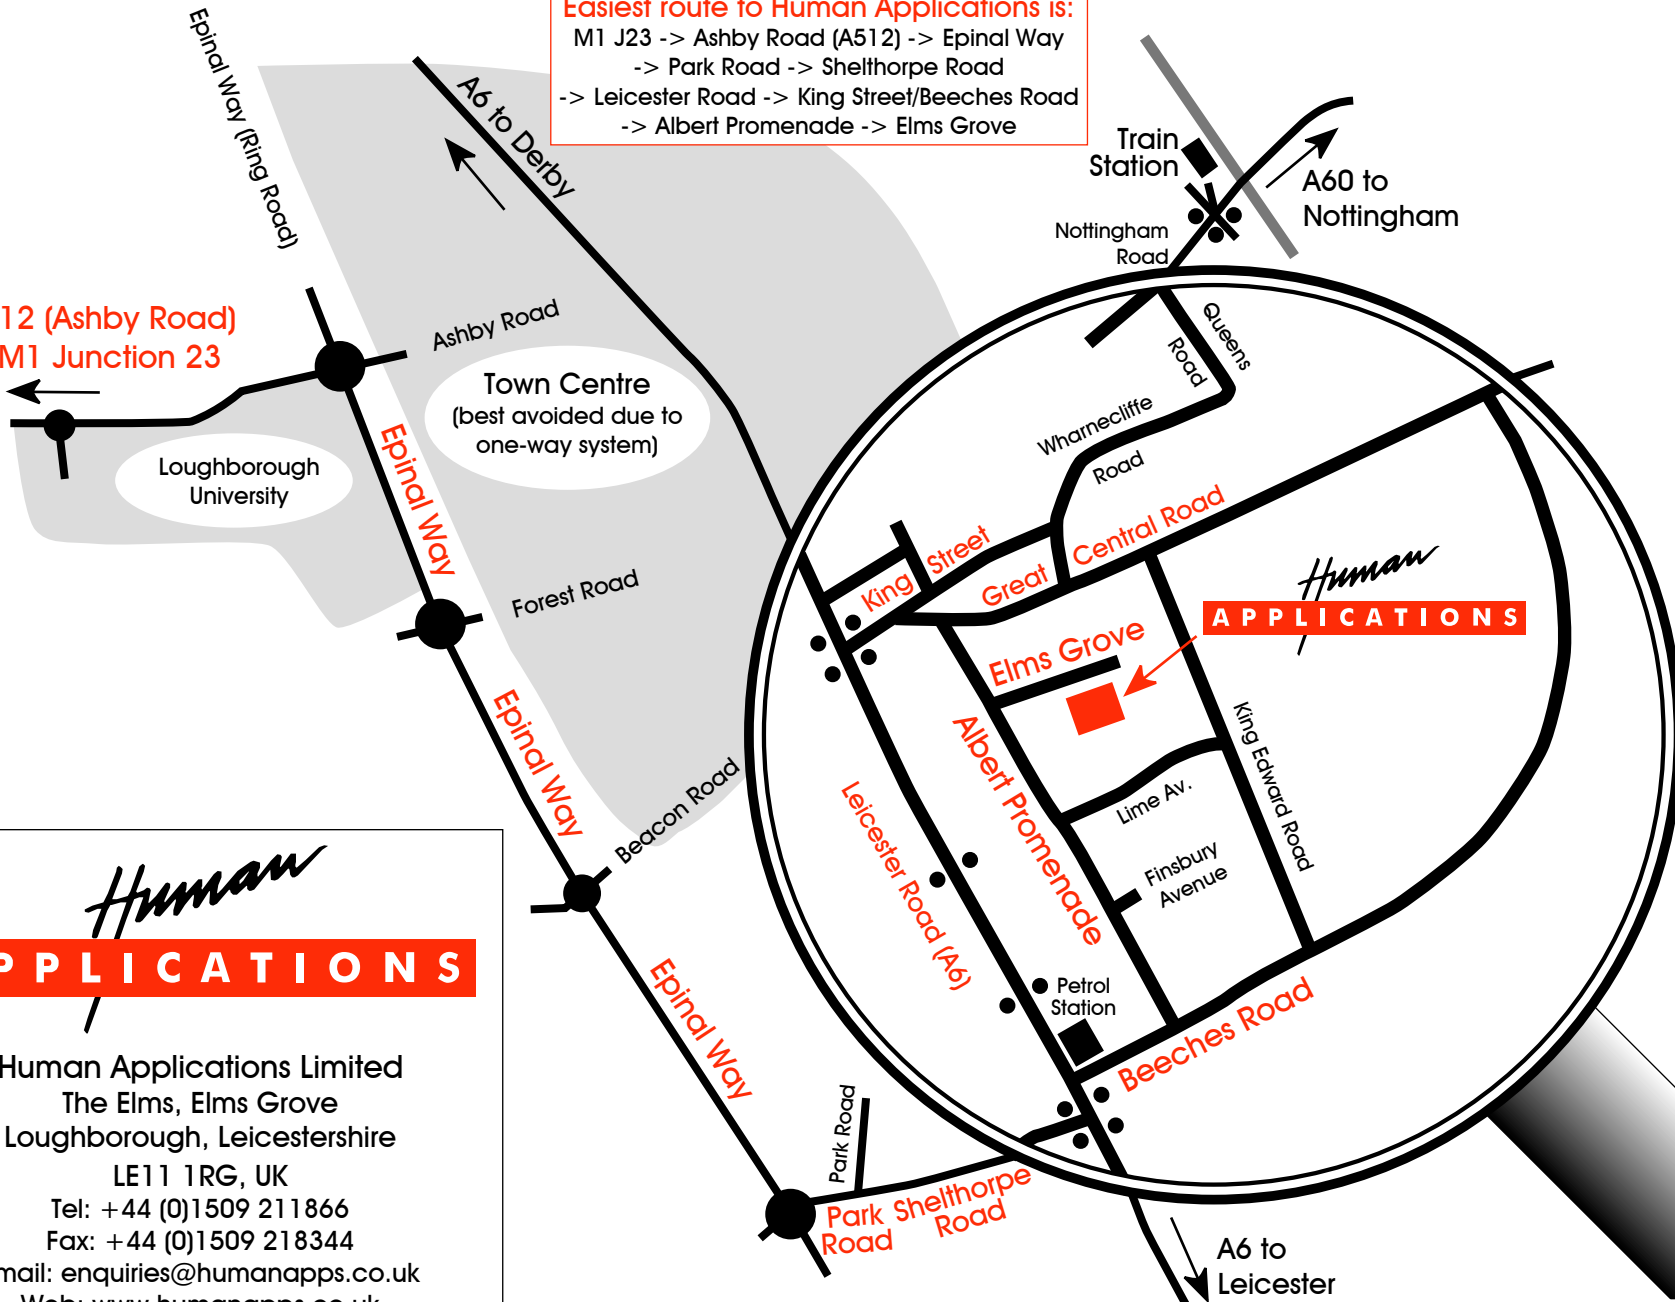 Easiest route to Human Applications is:
M1 J23 -> Ashby Road (A512) -> Epinal Way
-> Park Road -> Shelthorpe Road
-> Leicester Road -> King Street/Beeches Road
-> Albert Promenade -> Elms Grove
Epinal Way (Ring Road)
A6 to Derby
Train
Station
A60 to
Nottingham
Nottingham
Road
12 (Ashby Road)
M1 Junction 23
Ashby Road
Town Centre
(best avoided due to
one-way system)
Loughborough
University
Epinal Way
Forest Road
Epinal Way
Beacon Road
Epinal Way
Queens
Road
Wharnecliffe
Road
King Street
Great Central Road
Human
APPLICATIONS
Elms Grove
Albert Promenade
King Edward Road
Leicester Road (A6)
Lime Av.
Finsbury
Avenue
Petrol
Station
Beeches Road
Park Road
Park
Road
Shelthorpe
Road
A6 to
Leicester
Human
PPLICATIONS
Human Applications Limited
The Elms, Elms Grove
Loughborough, Leicestershire
LE11 1RG, UK
Tel: +44 (0)1509 211866
Fax: +44 (0)1509 218344
mail: enquiries@humanapps.co.uk
Web: www.humanapps.co.uk